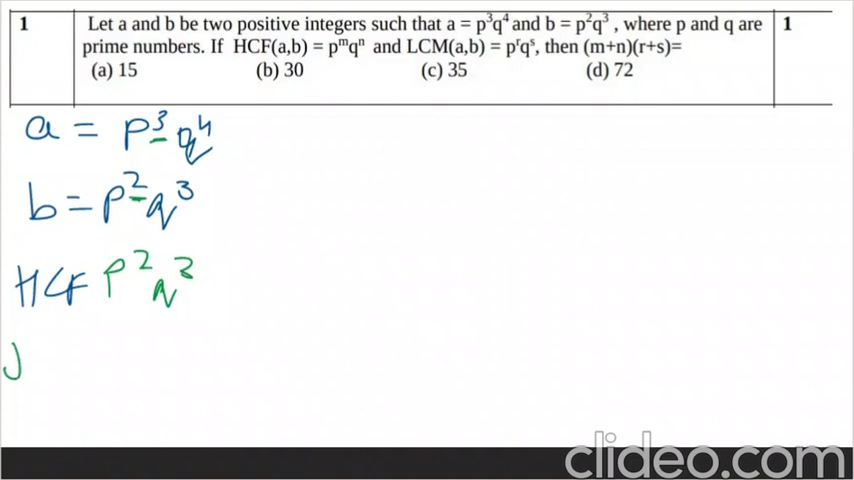 1 Let a and b be two positive integers such that a = p³q⁴ and b = p²q³ , where p and q are 1
prime numbers. If HCF(a,b) = pᵐqⁿ and LCM(a,b) = pʳqˢ, then (m+n)(r+s)=
(a) 15 (b) 30 (c) 35 (d) 72
a = p³q⁴
b = p²q³
HCF p²q³
clideo.com